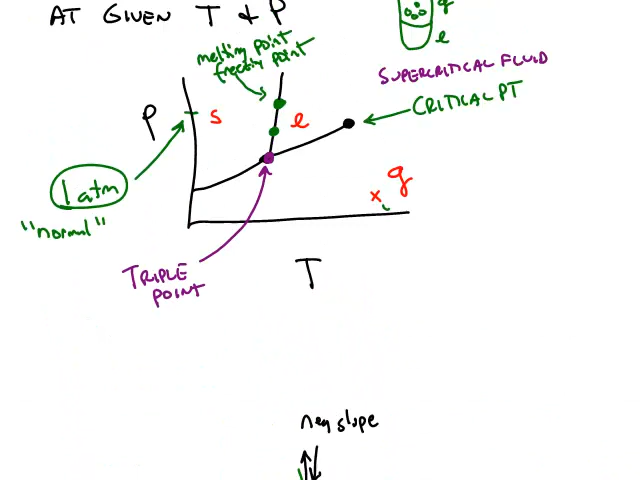 AT GIVEN T & P
g
l
melting point
freezing point
SUPERCRITICAL FLUID
CRITICAL PT
P
s
l
1 atm
"normal"
x
g
TRIPLE
POINT
T
neg slope